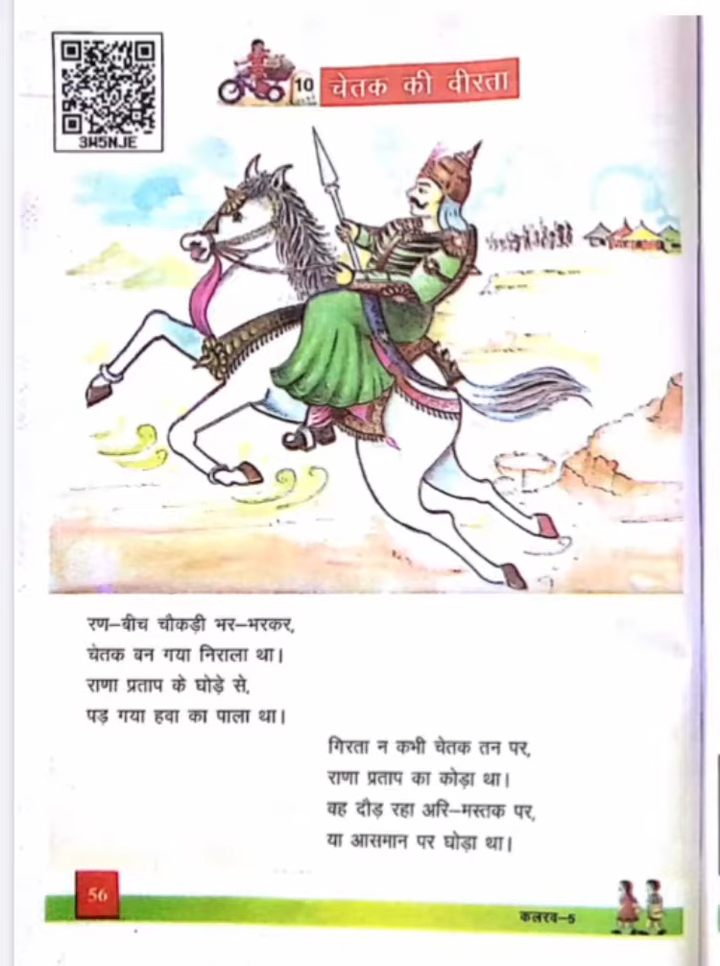 3W5NJE
10
चेतक की वीरता
रण–बीच चौकड़ी भर–भरकर,
चेतक बन गया निराला था।
राणा प्रताप के घोड़े से,
पड़ गया हवा का पाला था।
गिरता न कभी चेतक तन पर,
राणा प्रताप का कोड़ा था।
वह दौड़ रहा अरि–मस्तक पर,
या आसमान पर घोड़ा था।
56
कलरव–5